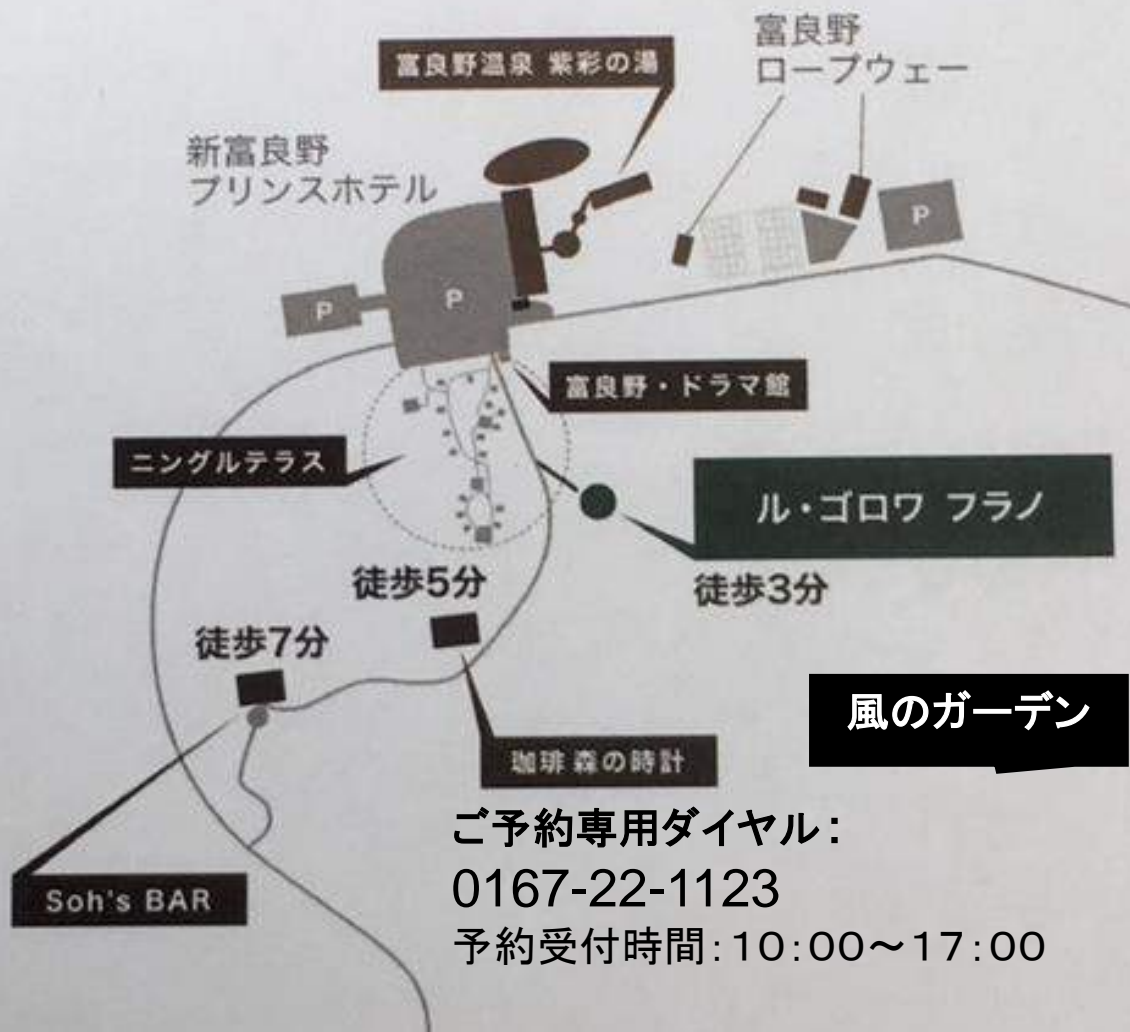 富良野温泉 紫彩の湯
富良野
ロープウェー
新富良野
プリンスホテル
P
P
P
富良野・ドラマ館
ニングルテラス
ル・ゴロワ フラノ
徒歩5分
徒歩3分
徒歩7分
風のガーデン
珈琲 森の時計
ご予約専用ダイヤル：
0167-22-1123
Soh's BAR
予約受付時間：１０：００～１７：００